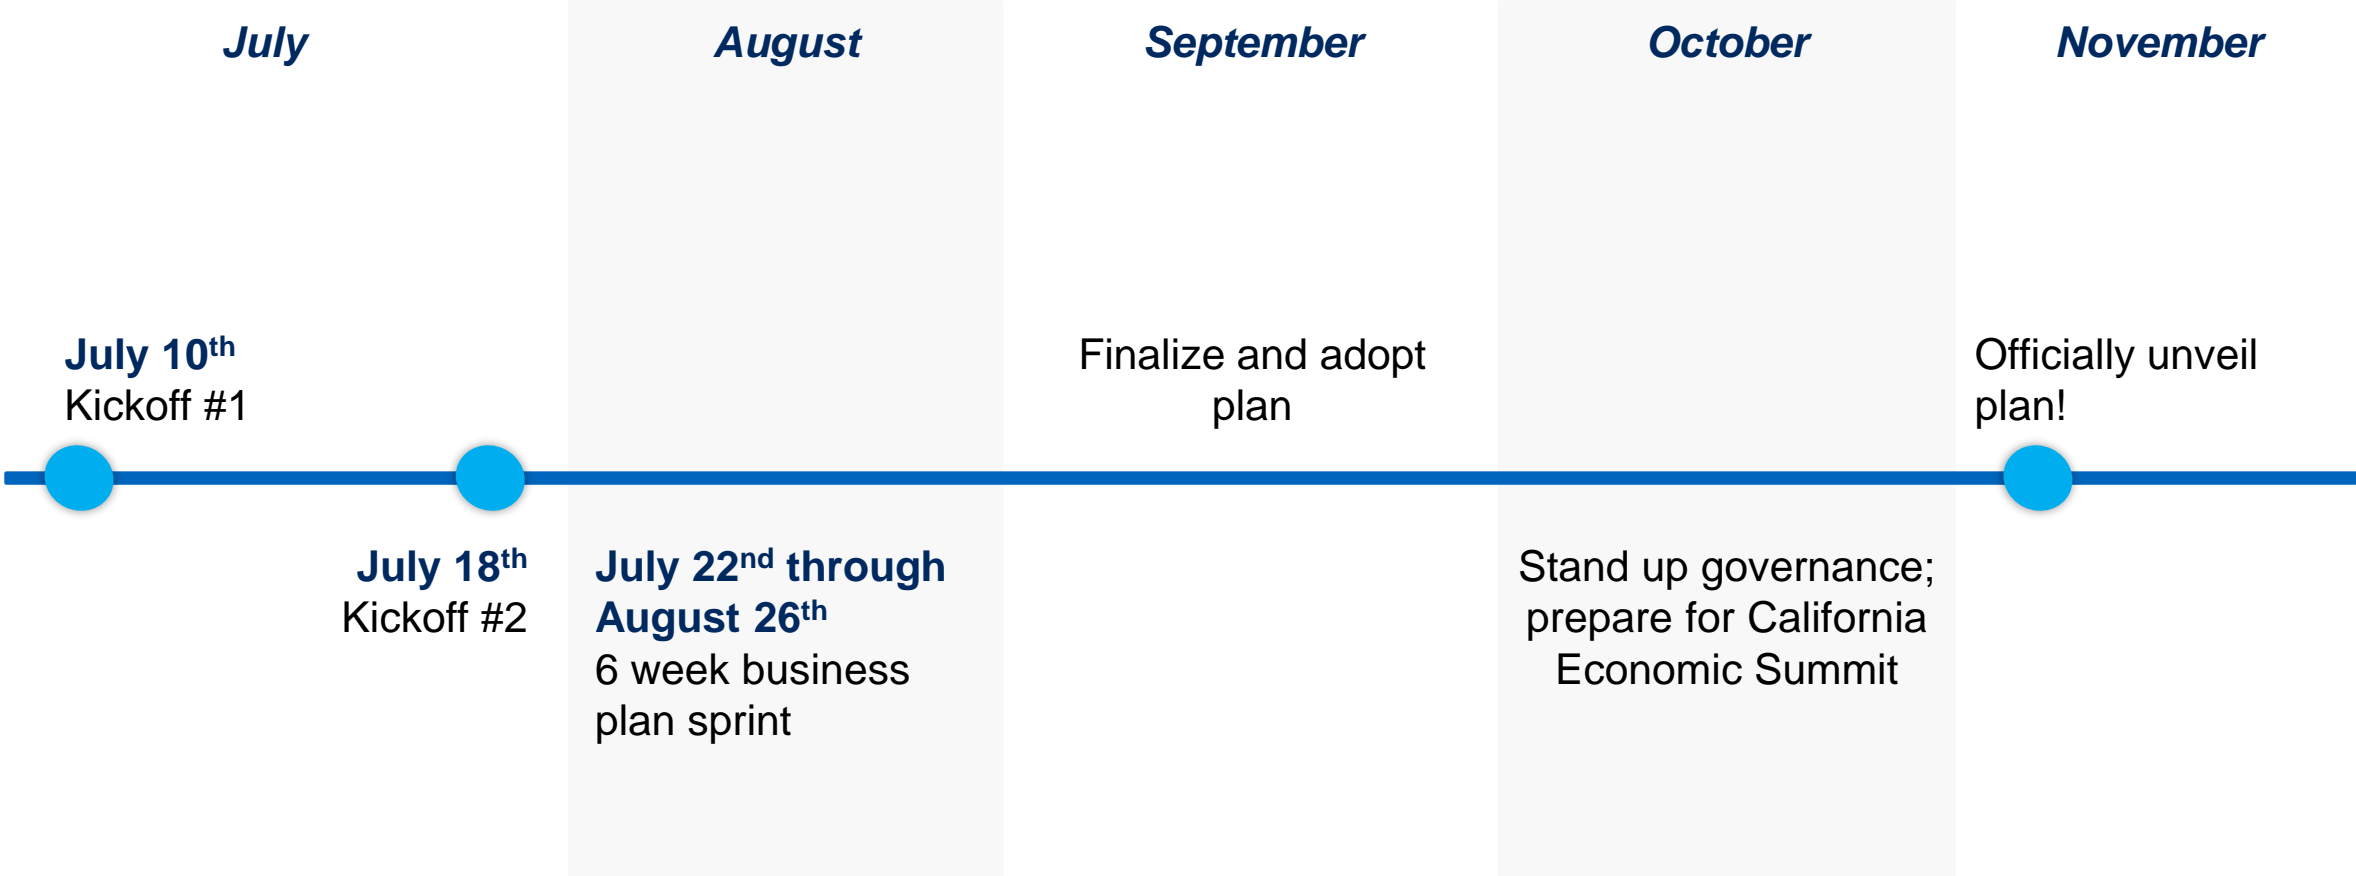 July
August
September
October
November
July 10th
Kickoff #1
Finalize and adopt
plan
Officially unveil
plan!
July 18th
Kickoff #2
July 22nd through
August 26th
6 week business
plan sprint
Stand up governance;
prepare for California
Economic Summit